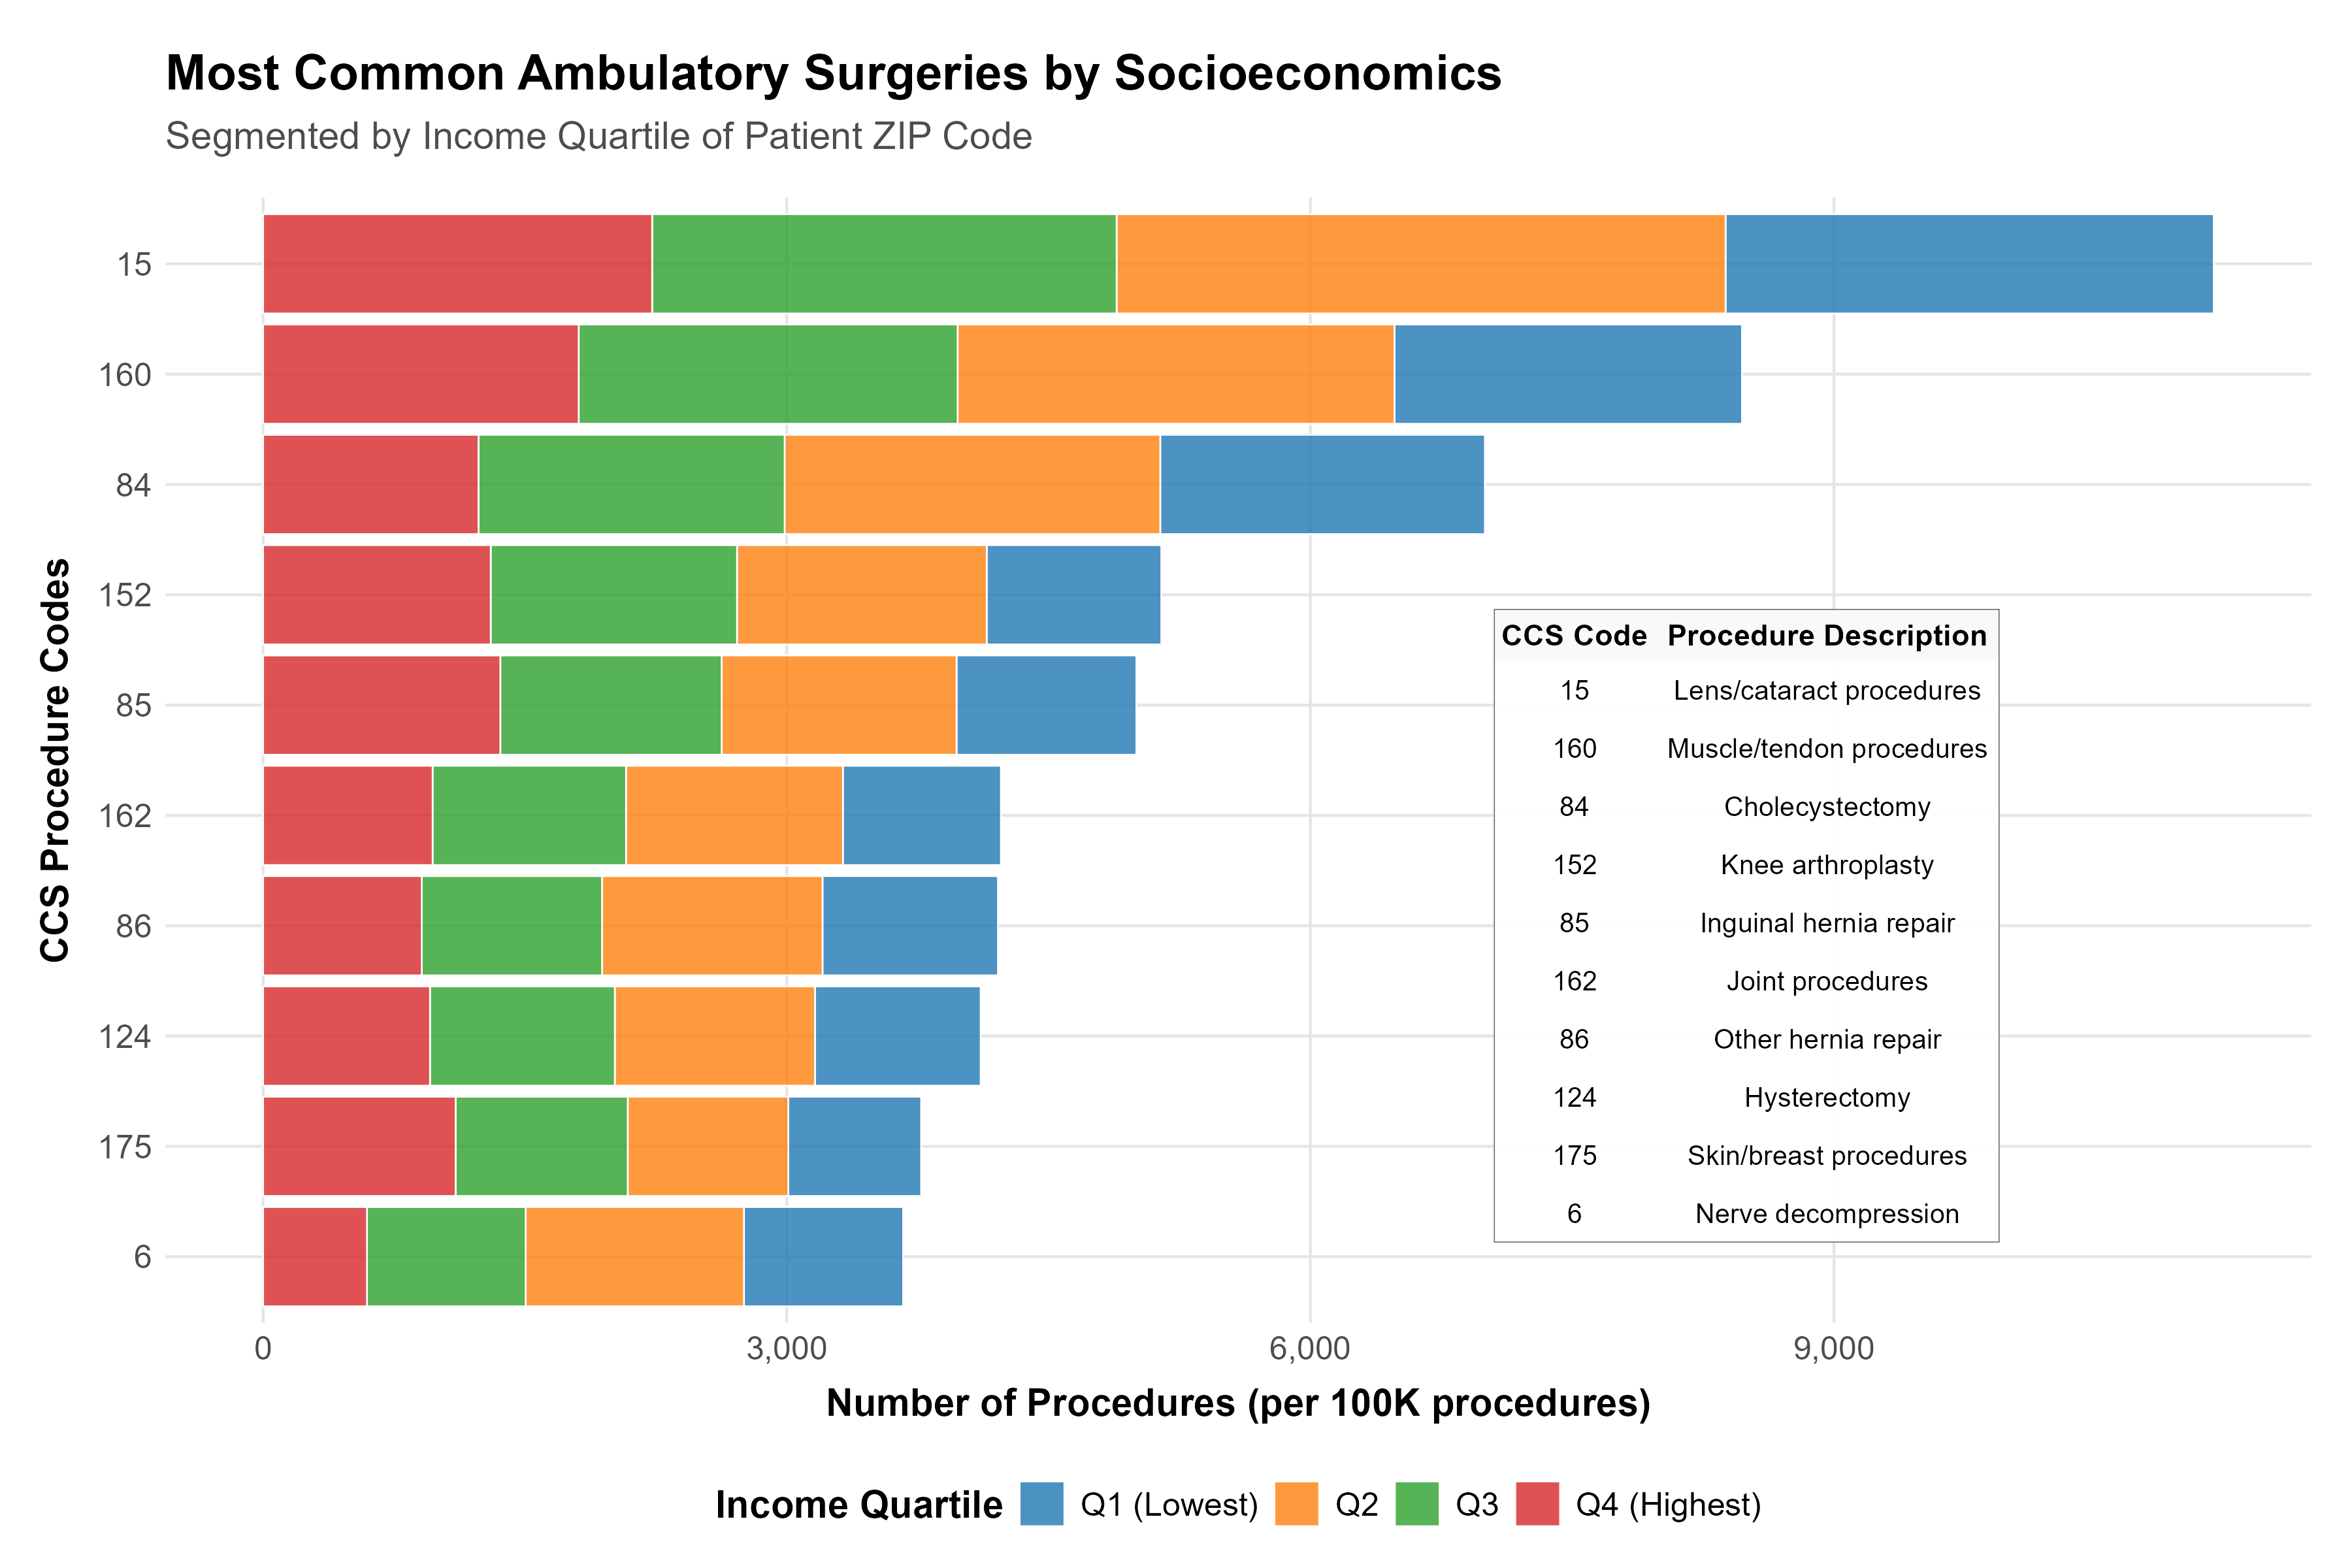 Most Common Ambulatory Surgeries by Socioeconomics
Segmented by Income Quartile of Patient ZIP Code
CCS Procedure Codes
15
160
84
152
85
162
86
124
175
6
CCS Code Procedure Description
15 Lens/cataract procedures
160 Muscle/tendon procedures
84 Cholecystectomy
152 Knee arthroplasty
85 Inguinal hernia repair
162 Joint procedures
86 Other hernia repair
124 Hysterectomy
175 Skin/breast procedures
6 Nerve decompression
0 3,000 6,000 9,000
Number of Procedures (per 100K procedures)
Income Quartile Q1 (Lowest) Q2 Q3 Q4 (Highest)